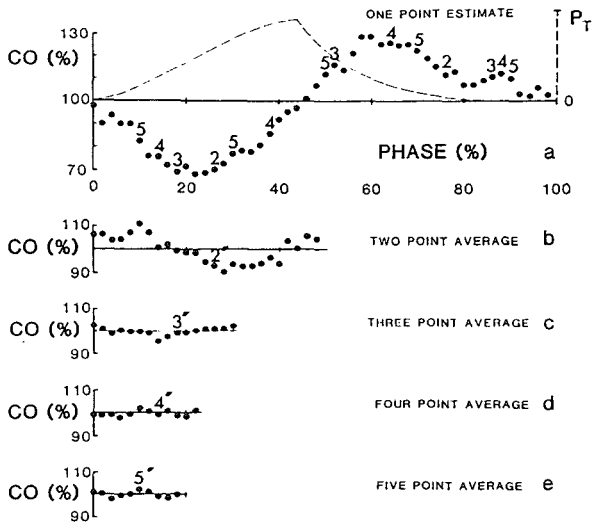 ONE POINT ESTIMATE
P_T
130
CO (%)
4
5
5
3
2
3
4
5
100
0
5
4
4
5
3
2
70
PHASE (%)
a
0
20
40
60
80
100
110
CO (%)
90
2′
TWO POINT AVERAGE
b
110
CO (%)
90
3′
THREE POINT AVERAGE
c
110
CO (%)
90
4′
FOUR POINT AVERAGE
d
110
CO (%)
90
5′
FIVE POINT AVERAGE
e